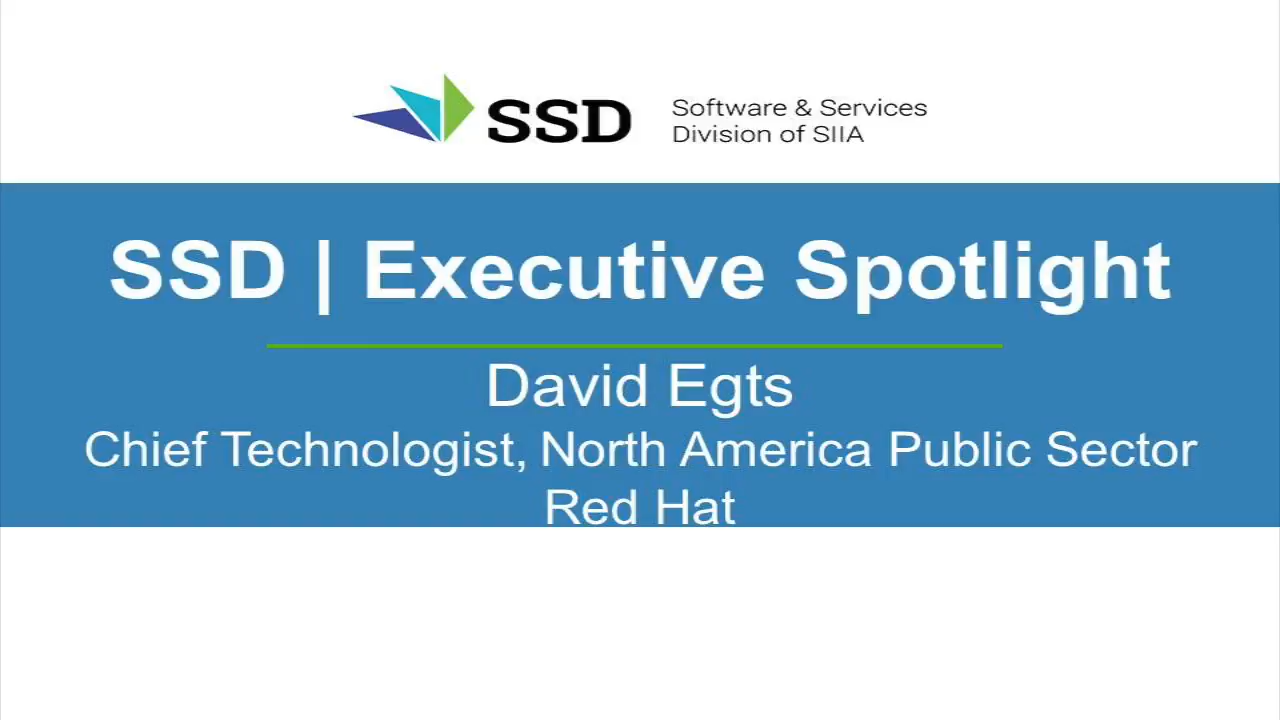 SSD
Software & Services
Division of SIIA
SSD | Executive Spotlight
David Egts
Chief Technologist, North America Public Sector
Red Hat